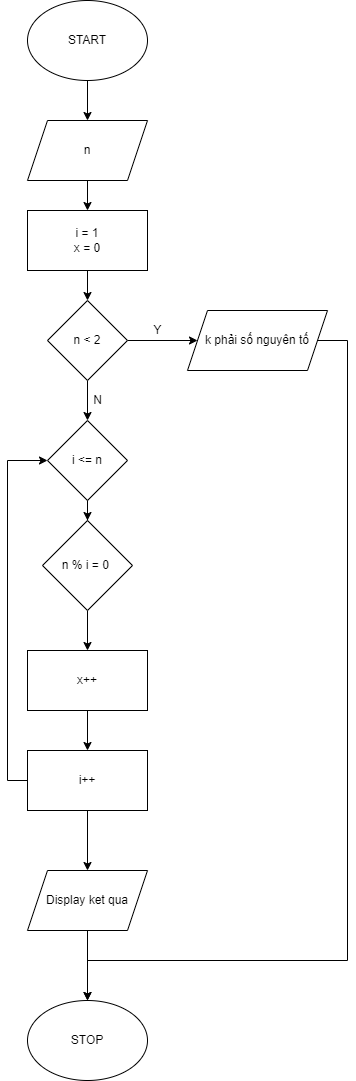 START
n
i = 1
x = 0
n < 2
Y
k phải số nguyên tố
N
i <= n
n % i = 0
x++
i++
Display ket qua
STOP